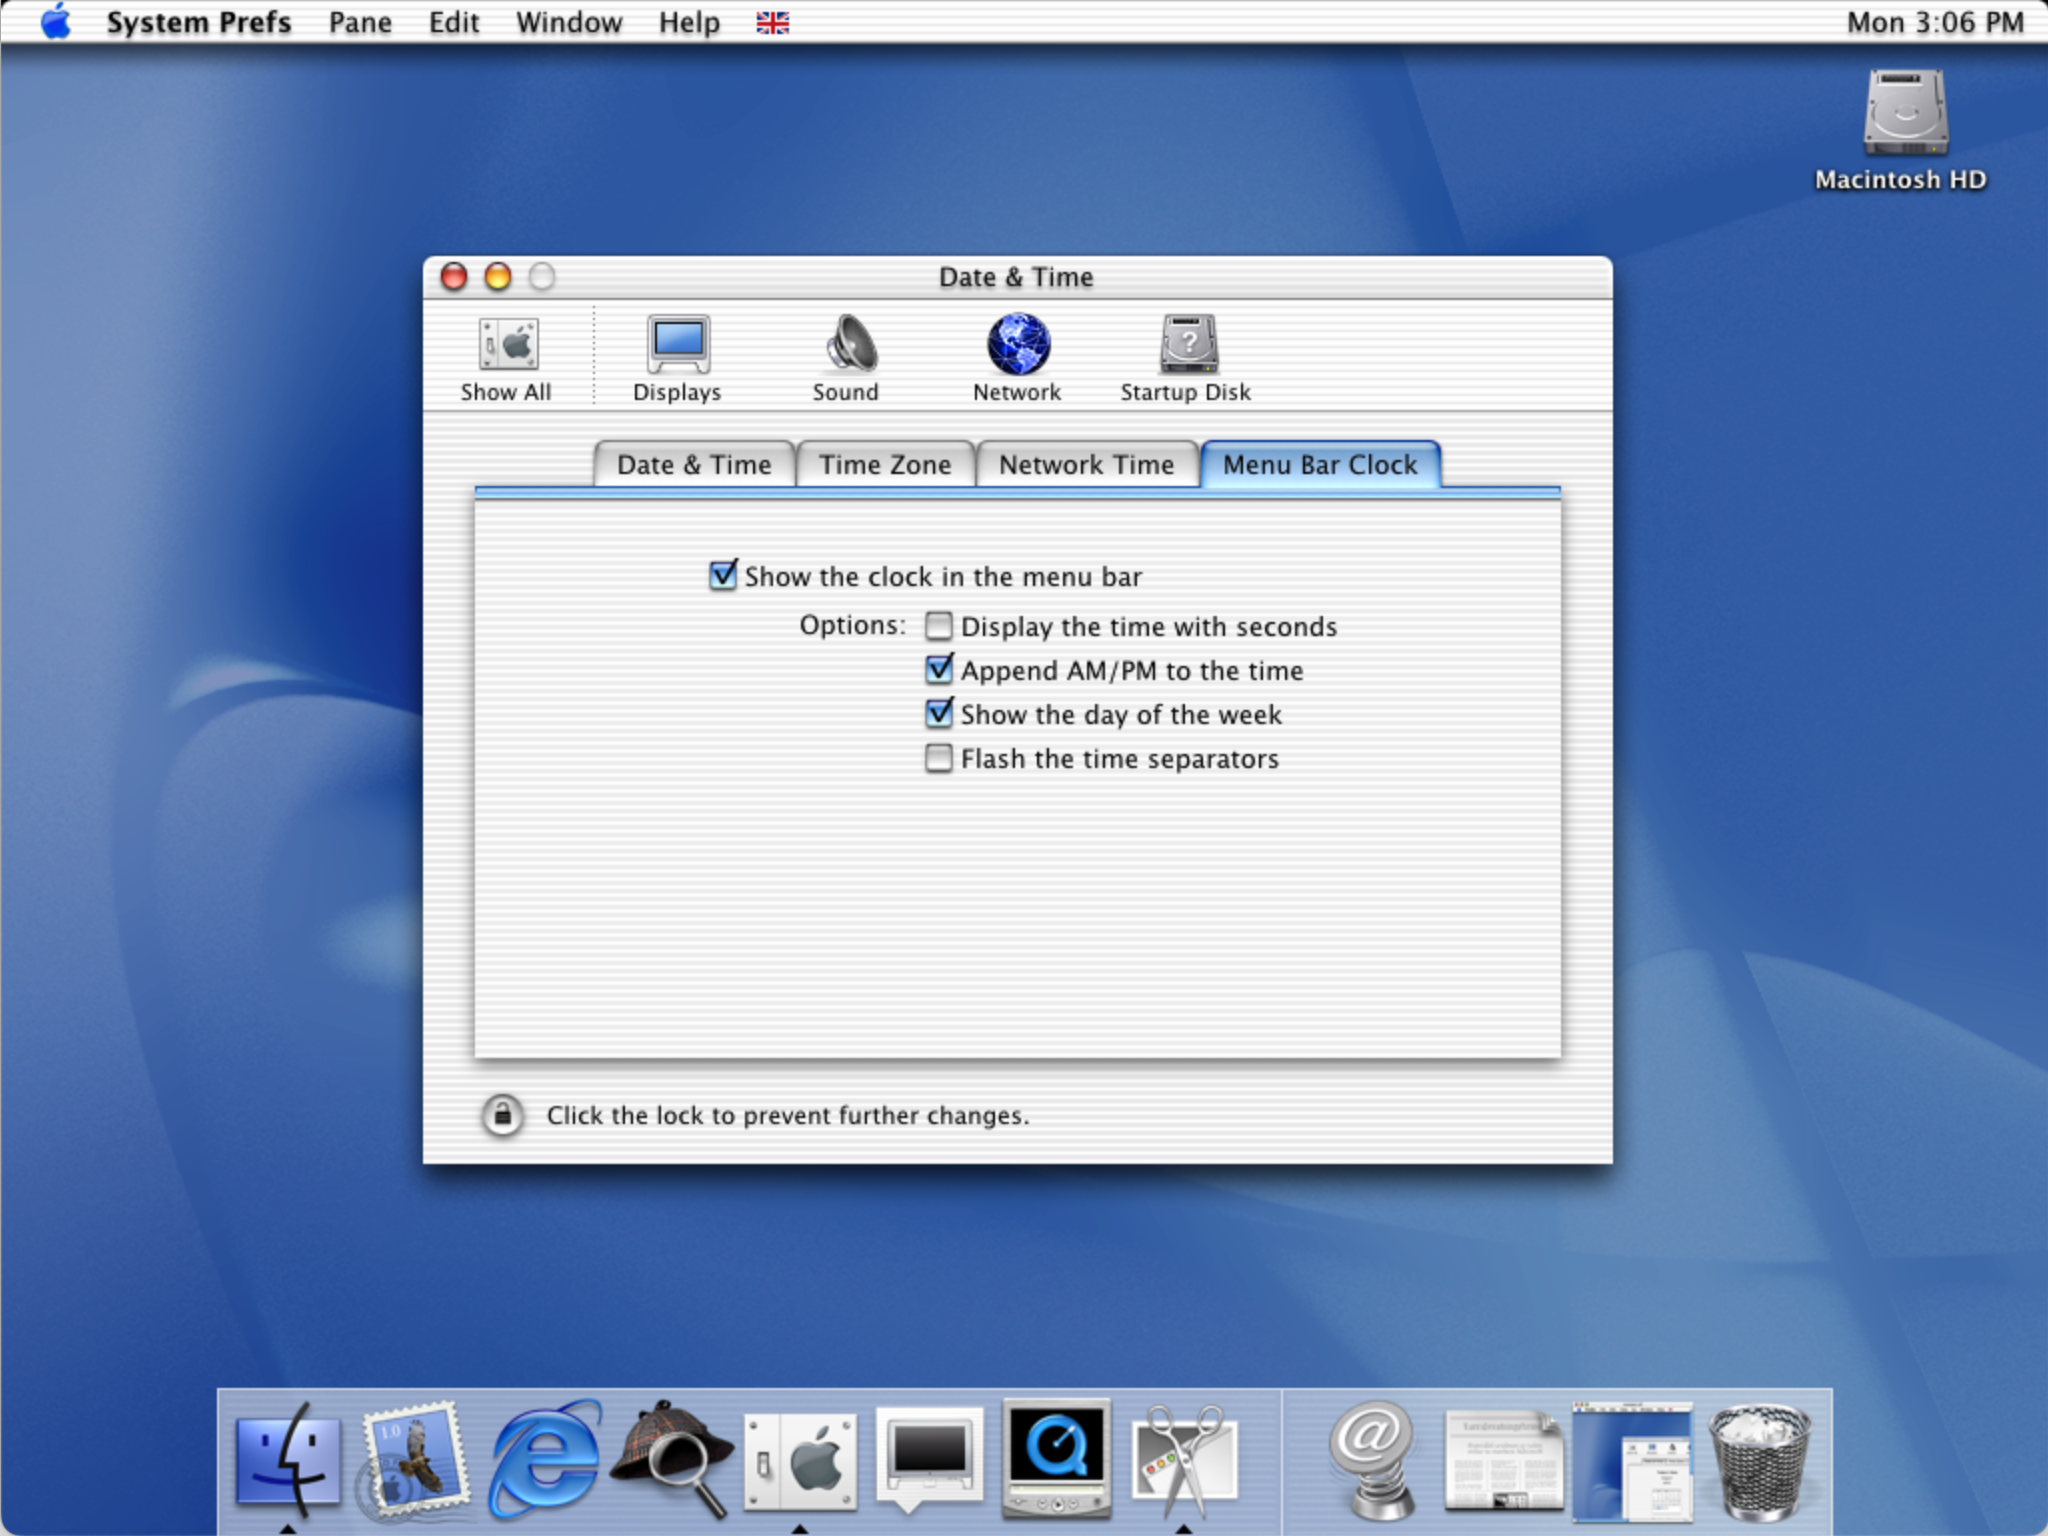 System Prefs Pane Edit Window Help Mon 3:06 PM
Macintosh HD
Date & Time
Show All Displays Sound Network Startup Disk
Date & Time Time Zone Network Time Menu Bar Clock
Show the clock in the menu bar
Options: Display the time with seconds
Append AM/PM to the time
Show the day of the week
Flash the time separators
Click the lock to prevent further changes.
1.0
@